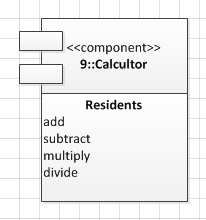 <<component>>
9::Calcultor
Residents
add
subtract
multiply
divide